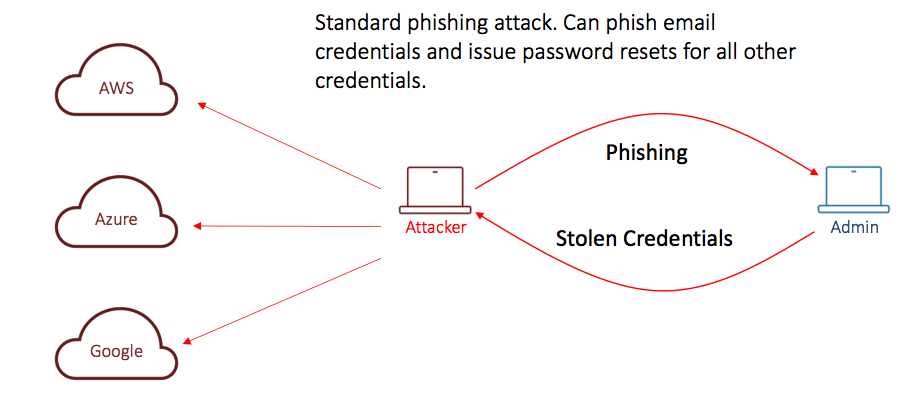 Standard phishing attack. Can phish email
credentials and issue password resets for all other
credentials.
AWS
Phishing
Azure
Attacker
Stolen Credentials
Admin
Google